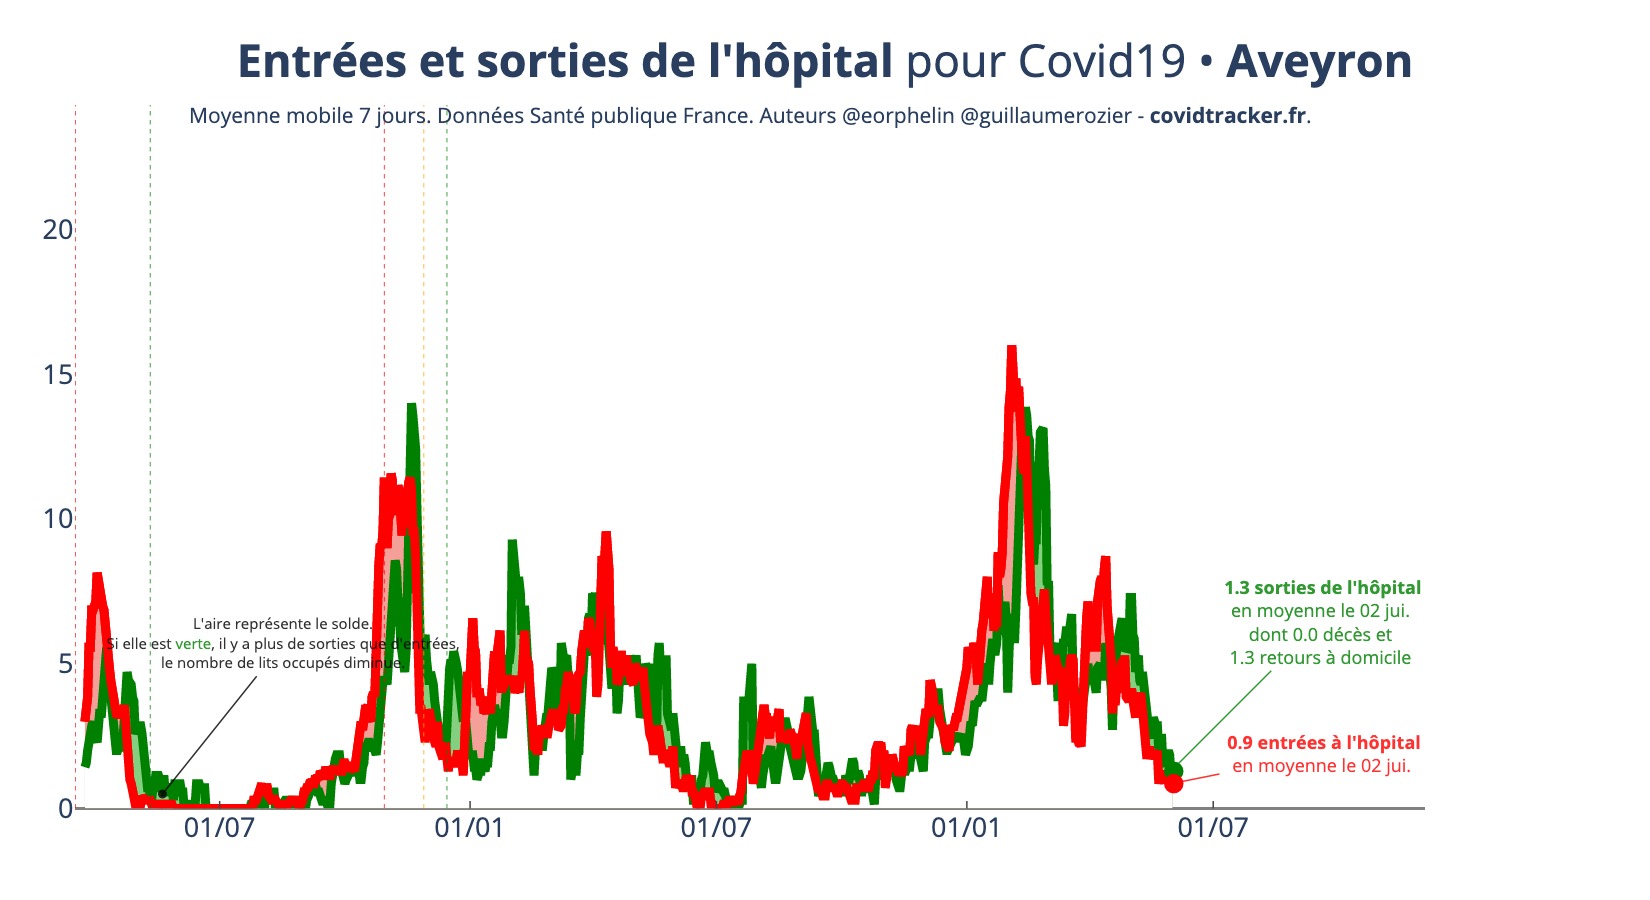 Entrées et sorties de l'hôpital pour Covid19 • Aveyron
Moyenne mobile 7 jours. Données Santé publique France. Auteurs @eorphelin @guillaumerozier - covidtracker.fr.
20
15
10
5
0
L'aire représente le solde.
Si elle est verte, il y a plus de sorties que d'entrées,
le nombre de lits occupés diminue.
1.3 sorties de l'hôpital
en moyenne le 02 jui.
dont 0.0 décès et
1.3 retours à domicile
0.9 entrées à l'hôpital
en moyenne le 02 jui.
01/07
01/01
01/07
01/01
01/07